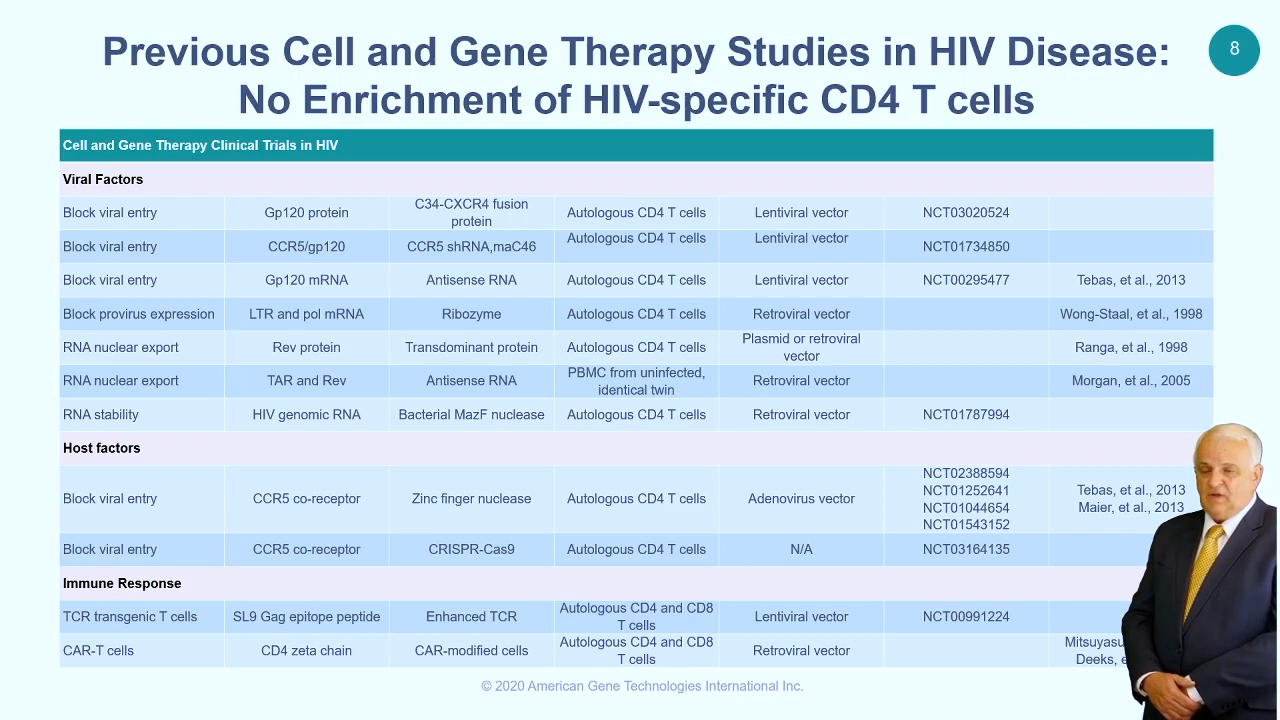 Previous Cell and Gene Therapy Studies in HIV Disease:
No Enrichment of HIV-specific CD4 T cells
8
Cell and Gene Therapy Clinical Trials in HIV
Viral Factors
Block viral entry Gp120 protein C34-CXCR4 fusion protein Autologous CD4 T cells Lentiviral vector NCT03020524
Block viral entry CCR5/gp120 CCR5 shRNA,maC46 Autologous CD4 T cells Lentiviral vector NCT01734850
Block viral entry Gp120 mRNA Antisense RNA Autologous CD4 T cells Lentiviral vector NCT00295477 Tebas, et al., 2013
Block provirus expression LTR and pol mRNA Ribozyme Autologous CD4 T cells Retroviral vector Wong-Staal, et al., 1998
RNA nuclear export Rev protein Transdominant protein Autologous CD4 T cells Plasmid or retroviral vector Ranga, et al., 1998
RNA nuclear export TAR and Rev Antisense RNA PBMC from uninfected, identical twin Retroviral vector Morgan, et al., 2005
RNA stability HIV genomic RNA Bacterial MazF nuclease Autologous CD4 T cells Retroviral vector NCT01787994
Host factors
Block viral entry CCR5 co-receptor Zinc finger nuclease Autologous CD4 T cells Adenovirus vector NCT02388594 NCT01252641 NCT01044654 NCT01543152 Tebas, et al., 2013 Maier, et al., 2013
Block viral entry CCR5 co-receptor CRISPR-Cas9 Autologous CD4 T cells N/A NCT03164135
Immune Response
TCR transgenic T cells SL9 Gag epitope peptide Enhanced TCR Autologous CD4 and CD8 T cells Lentiviral vector NCT00991224
CAR-T cells CD4 zeta chain CAR-modified cells Autologous CD4 and CD8 T cells Retroviral vector Deeks,
© 2020 American Gene Technologies International Inc.